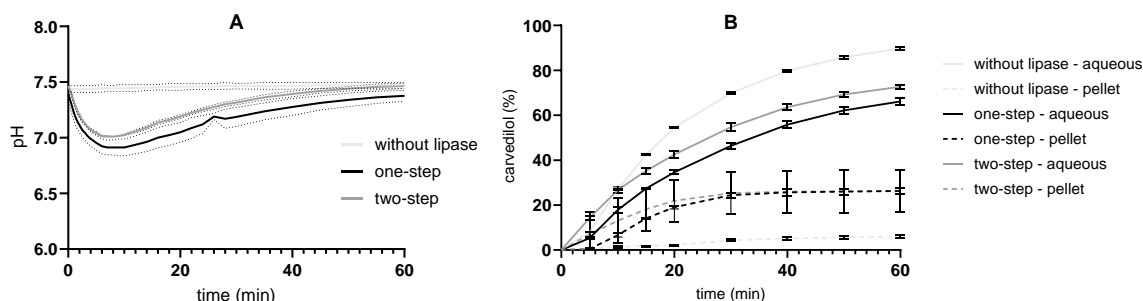 A
8.0
7.5
7.0
6.5
6.0
pH
without lipase
one-step
two-step
0
20
40
60
time (min)
B
100
80
60
40
20
0
carvedilol (%)
0
20
40
60
time (min)
without lipase - aqueous
without lipase - pellet
one-step - aqueous
one-step - pellet
two-step - aqueous
two-step - pellet